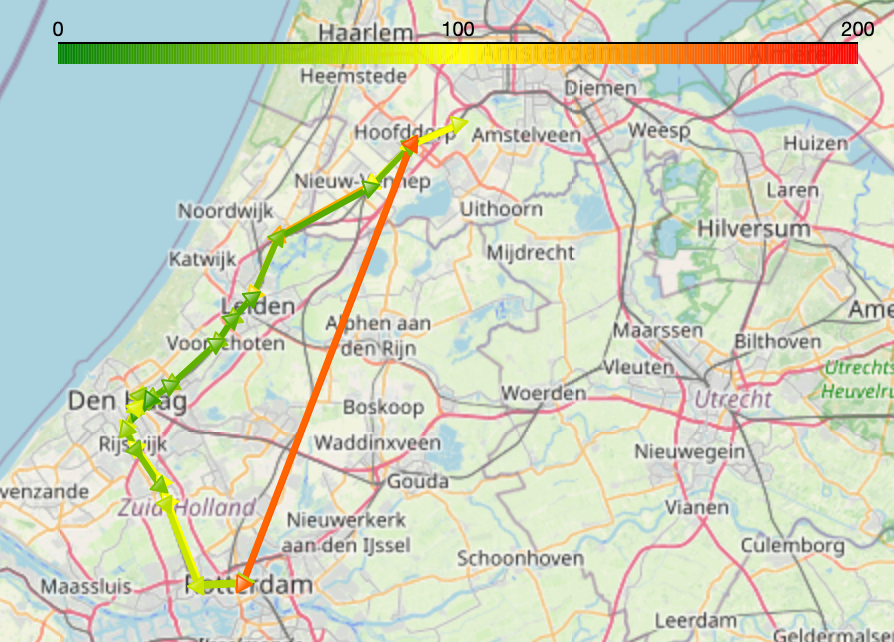 0 100 200
Haarlem
Amsterdam Almere
Heemstede
Diemen
Hoofddorp Amstelveen Weesp
Huizen
Nieuw-Vennep Laren
Noordwijk Uithoorn
Hilversum
Katwijk Mijdrecht
Leiden Ame
Alphen aan
den Rijn
Maarssen
Voorschoten Bilthoven
Vleuten Utrechts
Heuvelru
Den Haag Boskoop Woerden Utrecht
Rijswijk Waddinxveen Nieuwegein
venzande Gouda
Zuid-Holland Nieuwerkerk
aan den IJssel
Vianen
Culemborg
Maassluis Rotterdam Schoonhoven
Leerdam
Geldermalse